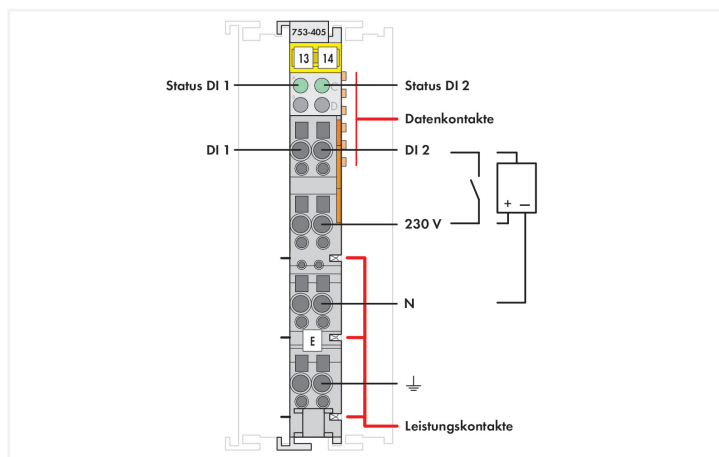 753-405
13 14
Status DI 1
Status DI 2
C
D
Datenkontakte
DI 1
DI 2
+ −
230 V
N
E
Leistungskontakte